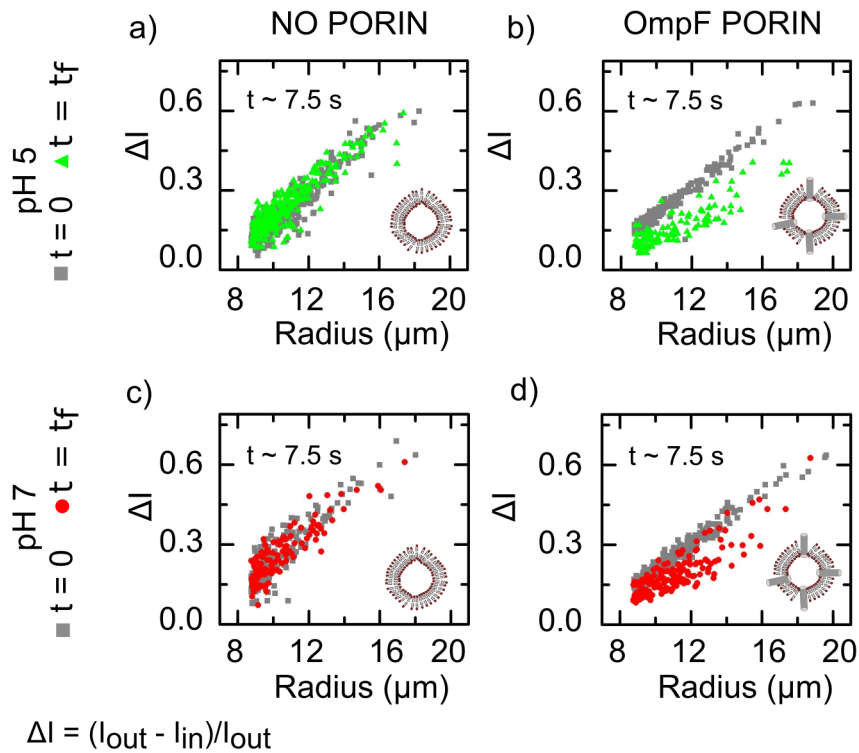 a) NO PORIN
b) OmpF PORIN
pH 5
■ t = 0 ▲ t = tf
t ~ 7.5 s
ΔI
0.6
0.3
0.0
8 12 16 20
Radius (μm)
t ~ 7.5 s
ΔI
0.6
0.3
0.0
8 12 16 20
Radius (μm)
c)
d)
pH 7
■ t = 0 ● t = tf
t ~ 7.5 s
ΔI
0.6
0.3
0.0
8 12 16 20
Radius (μm)
t ~ 7.5 s
ΔI
0.6
0.3
0.0
8 12 16 20
Radius (μm)
ΔI = (Iout - Iin)/Iout